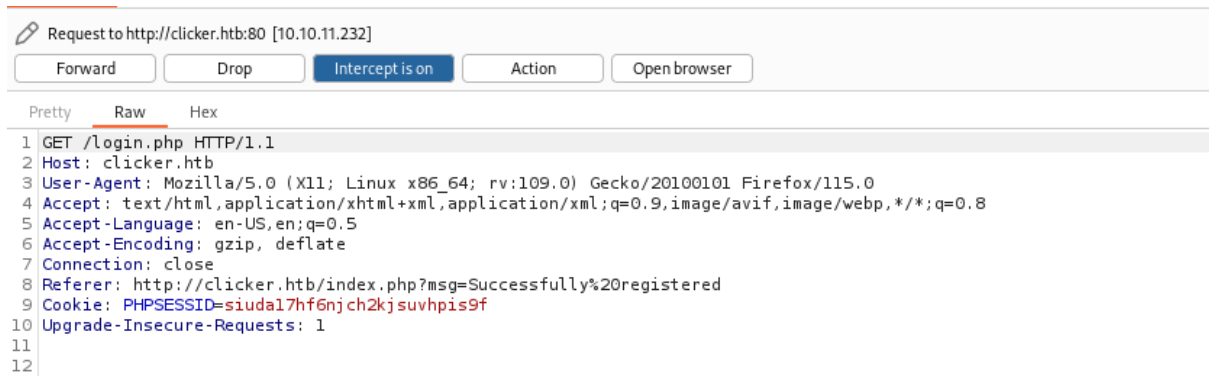 Request to http://clicker.htb:80 [10.10.11.232]
Forward Drop Intercept is on Action Open browser
Pretty Raw Hex
1 GET /login.php HTTP/1.1
2 Host: clicker.htb
3 User-Agent: Mozilla/5.0 (X11; Linux x86_64; rv:109.0) Gecko/20100101 Firefox/115.0
4 Accept: text/html,application/xhtml+xml,application/xml;q=0.9,image/avif,image/webp,*/*;q=0.8
5 Accept-Language: en-US,en;q=0.5
6 Accept-Encoding: gzip, deflate
7 Connection: close
8 Referer: http://clicker.htb/index.php?msg=Successfully%20registered
9 Cookie: PHPSESSID=siudal7hf6njch2kjsuvhpis9f
10 Upgrade-Insecure-Requests: 1
11
12